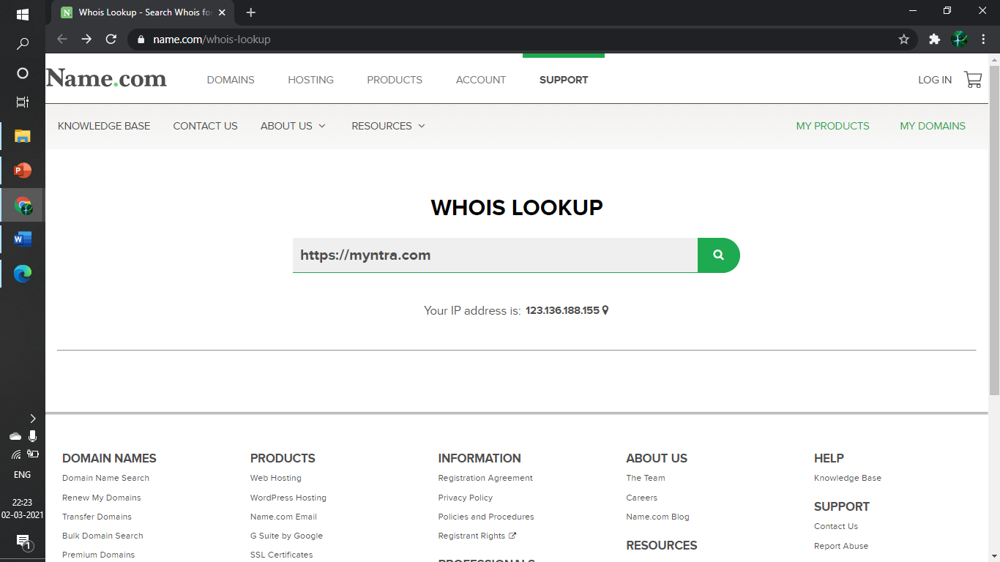 Whois Lookup - Search Whois fo
name.com/whois-lookup
Name.com
DOMAINS HOSTING PRODUCTS ACCOUNT SUPPORT LOG IN
KNOWLEDGE BASE CONTACT US ABOUT US RESOURCES MY PRODUCTS MY DOMAINS
WHOIS LOOKUP
https://myntra.com
Your IP address is: 123.136.188.155
DOMAIN NAMES
Domain Name Search
Renew My Domains
Transfer Domains
Bulk Domain Search
Premium Domains
PRODUCTS
Web Hosting
WordPress Hosting
Name.com Email
G Suite by Google
SSL Certificates
INFORMATION
Registration Agreement
Privacy Policy
Policies and Procedures
Registrant Rights
PROFESSIONALS
ABOUT US
The Team
Careers
Name.com Blog
RESOURCES
HELP
Knowledge Base
SUPPORT
Contact Us
Report Abuse
ENG
22:23
02-03-2021
1